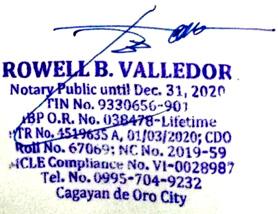 ROWELL B. VALLEDOR
Notary Public until Dec. 31, 2020
TIN No. 9330656-901
IBP O.R. No. 038478-Lifetime
PTR No. 4519635 A, 01/03/2020; CDO
Roll No. 67069; NC No. 2019-59
MCLE Compliance No. VI-0028987
Tel. No. 0995-704-9232
Cagayan de Oro City